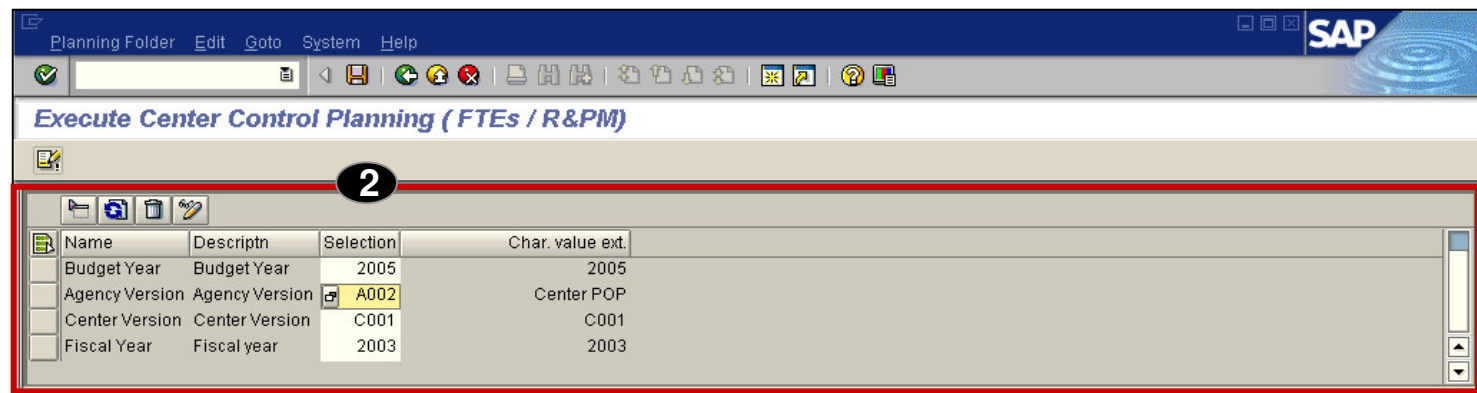 Planning Folder Edit Goto System Help
SAP
Execute Center Control Planning ( FTEs / R&PM)
2
Name Descriptn Selection Char. value ext.
Budget Year Budget Year 2005 2005
Agency Version Agency Version A002 Center POP
Center Version Center Version C001 C001
Fiscal Year Fiscal year 2003 2003